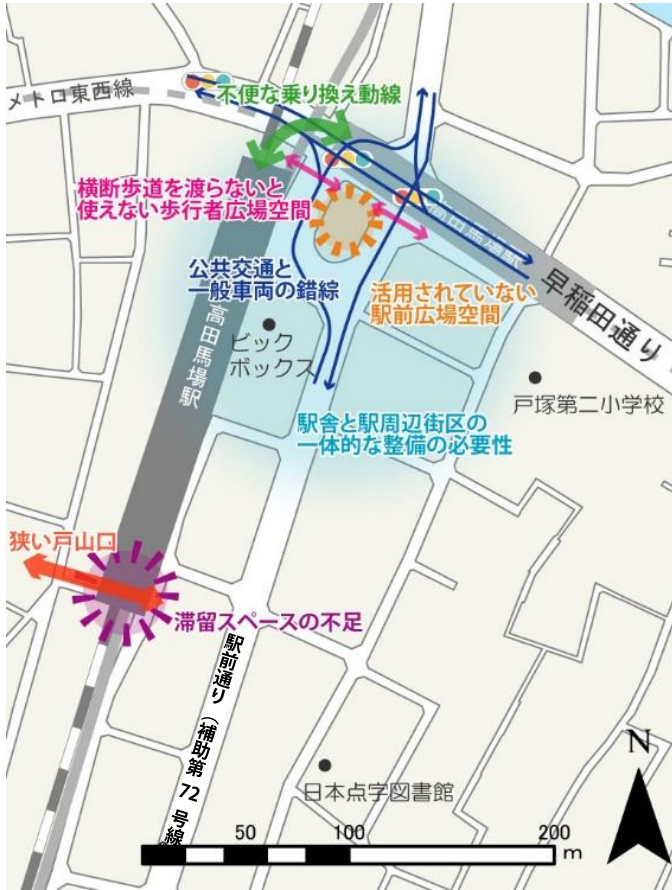 メトロ東西線
不便な乗り換え動線
横断歩道を渡らないと
使えない歩行者広場空間
高田馬場駅
早稲田通り
公共交通と
一般車両の錯綜
活用されていない
駅前広場空間
高田馬場駅
ビック
ボックス
戸塚第二小学校
駅舎と駅周辺街区の
一体的な整備の必要性
狭い戸山口
滞留スペースの不足
駅前通り（補助第72号線
日本点字図書館
N
50
100
200
m